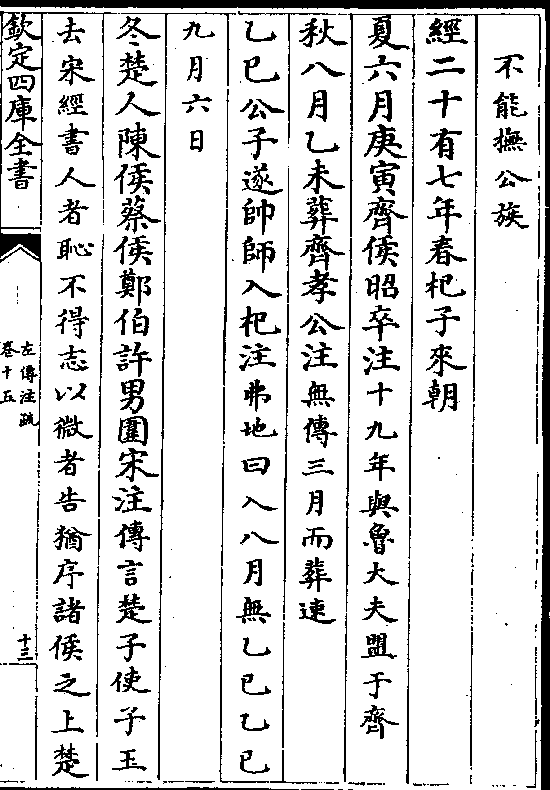 不能撫公族
經二十有七年春杞子來朝
夏六月庚寅齊侯昭卒注十九年與魯大夫盟于齊
秋八月乙未葬齊孝公注無傳三月而葬速
乙巳公子遂帥師入杞注弗地曰入八月無乙巳乙巳
九月六日
冬楚人陳侯蔡侯鄭伯許男圍宋注傳言楚子使子玉
去宋經書人者恥不得志以微者告猶序諸侯之上楚
欽定四庫全書
左傳注疏
卷十五
十三